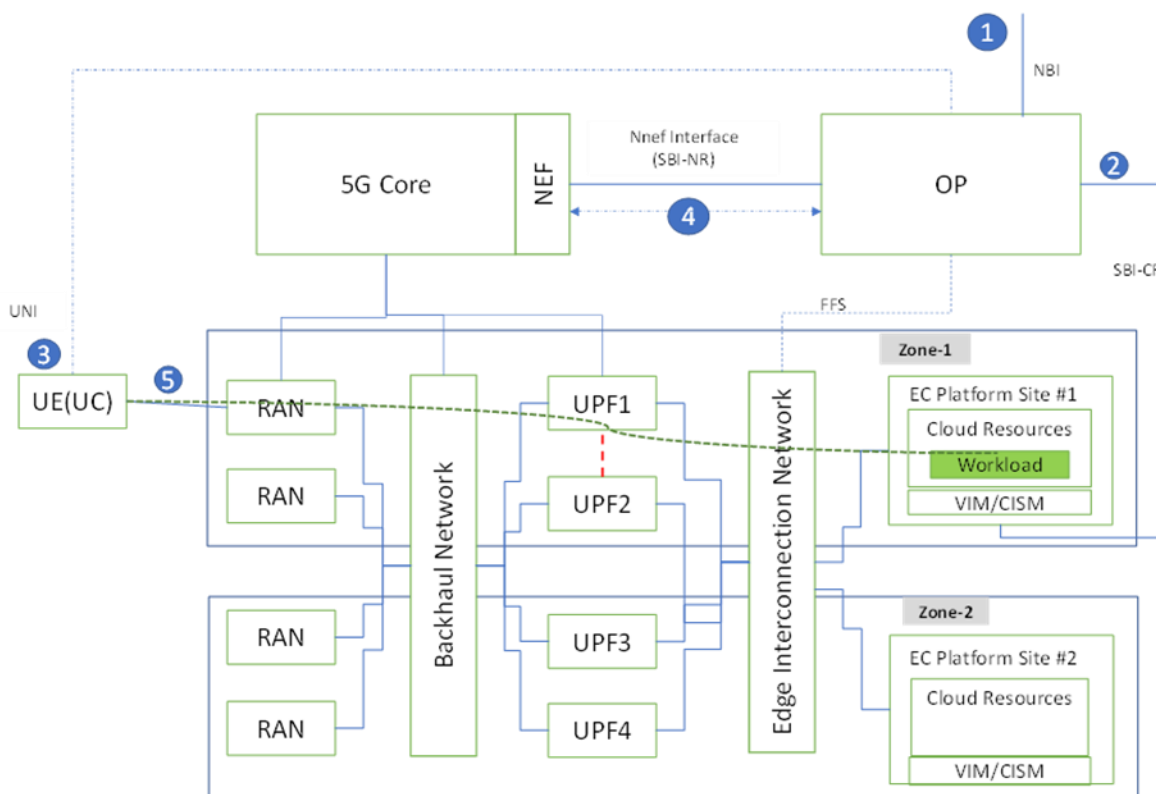 1
NBI
5G Core
NEF
Nnef Interface
(SBI-NR)
4
OP
2
SBI-CR
UNI
FFS
3
5
UE(UC)
Zone-1
RAN
RAN
Backhaul Network
UPF1
UPF2
Edge Interconnection Network
EC Platform Site #1
Cloud Resources
Workload
VIM/CISM
Zone-2
RAN
RAN
UPF3
UPF4
EC Platform Site #2
Cloud Resources
VIM/CISM